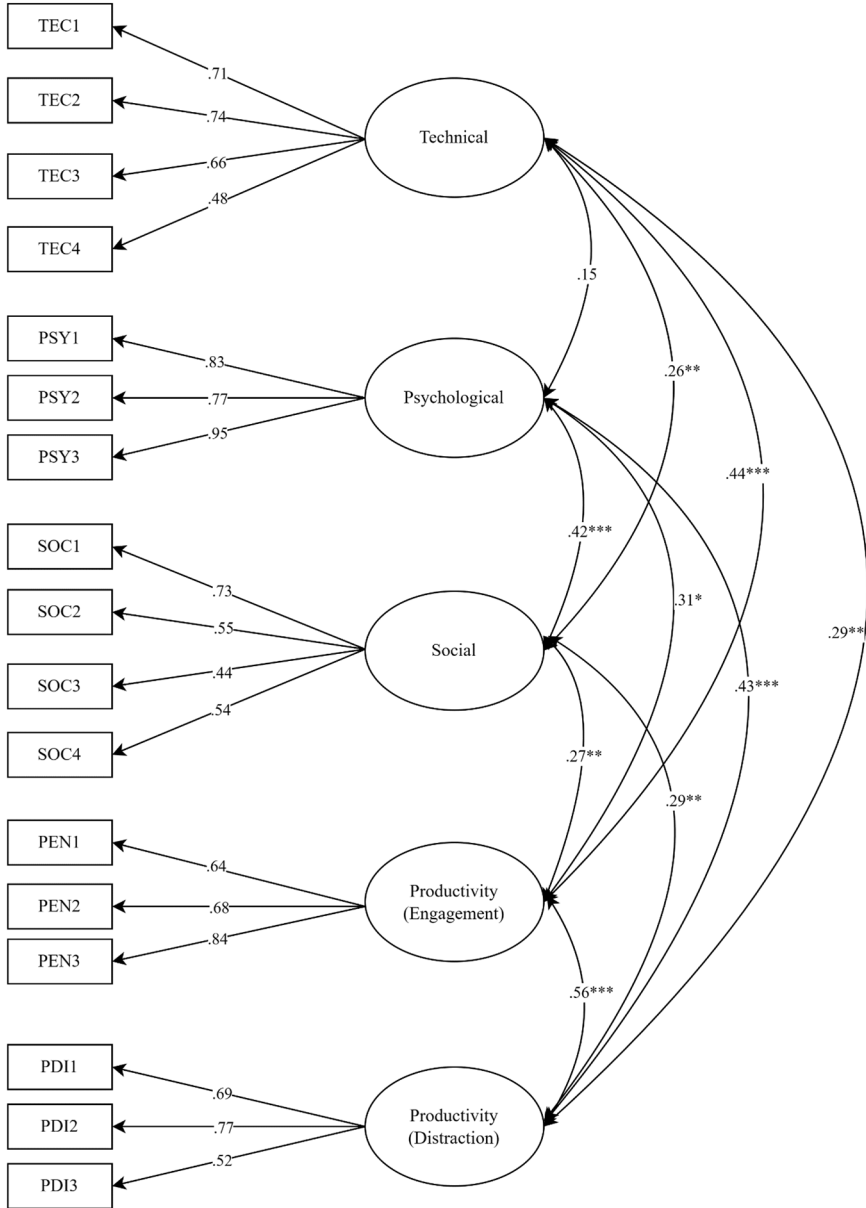 TEC1
.71
TEC2
.74
Technical
TEC3
.66
TEC4
.48
.15
PSY1
.83
PSY2
.77
Psychological
PSY3
.95
.26**
.44***
SOC1
.73
.42***
SOC2
.55
.31*
Social
SOC3
.44
.29**
SOC4
.54
.43***
.27**
.29**
PEN1
.64
PEN2
.68
Productivity
(Engagement)
PEN3
.84
.56***
PDI1
.69
PDI2
.77
Productivity
(Distraction)
PDI3
.52